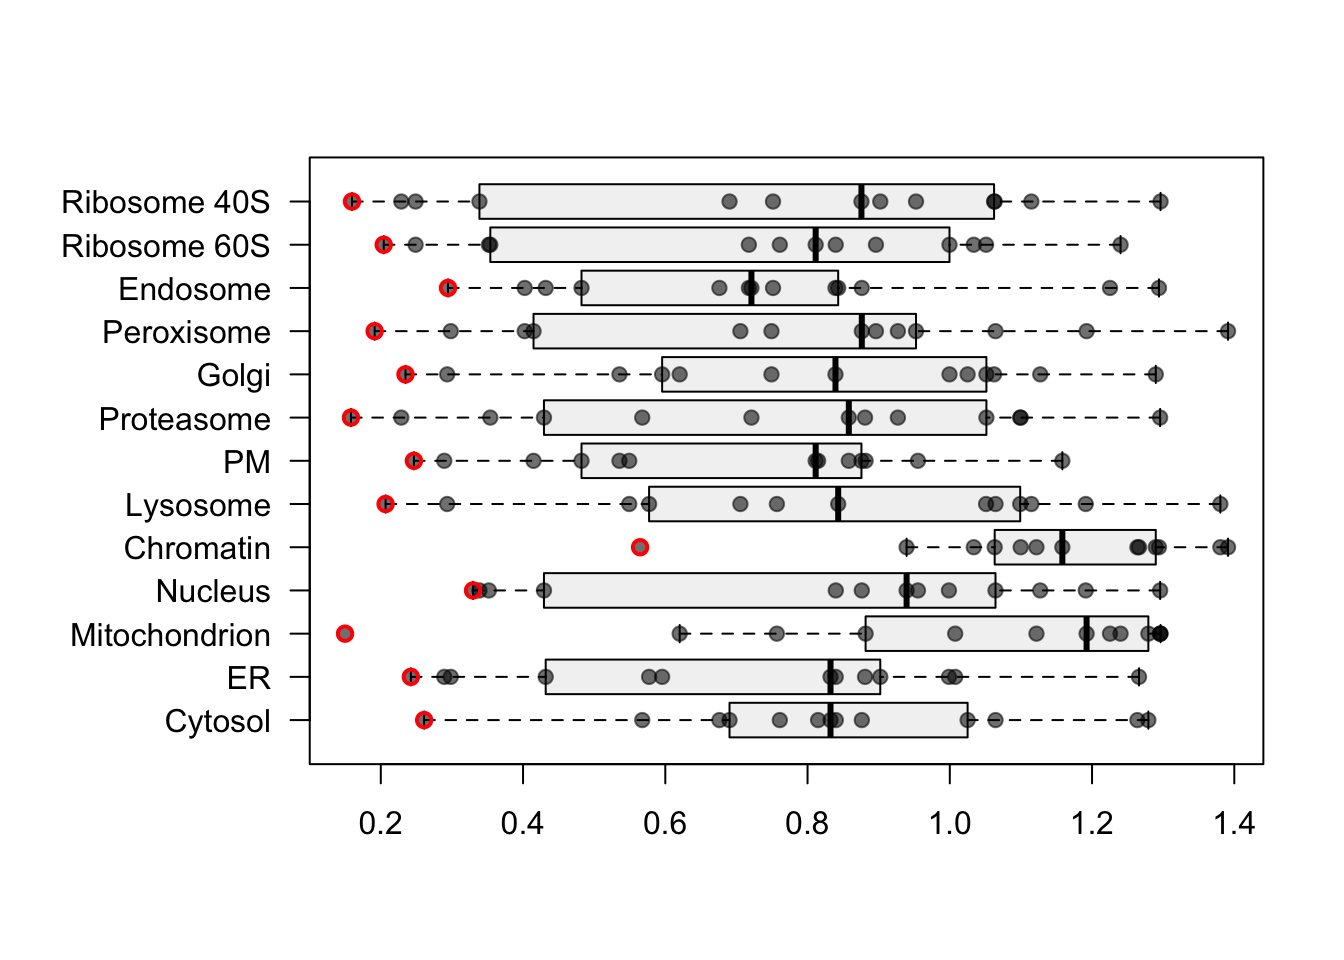 Ribosome 40S
Ribosome 60S
Endosome
Peroxisome
Golgi
Proteasome
PM
Lysosome
Chromatin
Nucleus
Mitochondrion
ER
Cytosol
0.2 0.4 0.6 0.8 1.0 1.2 1.4